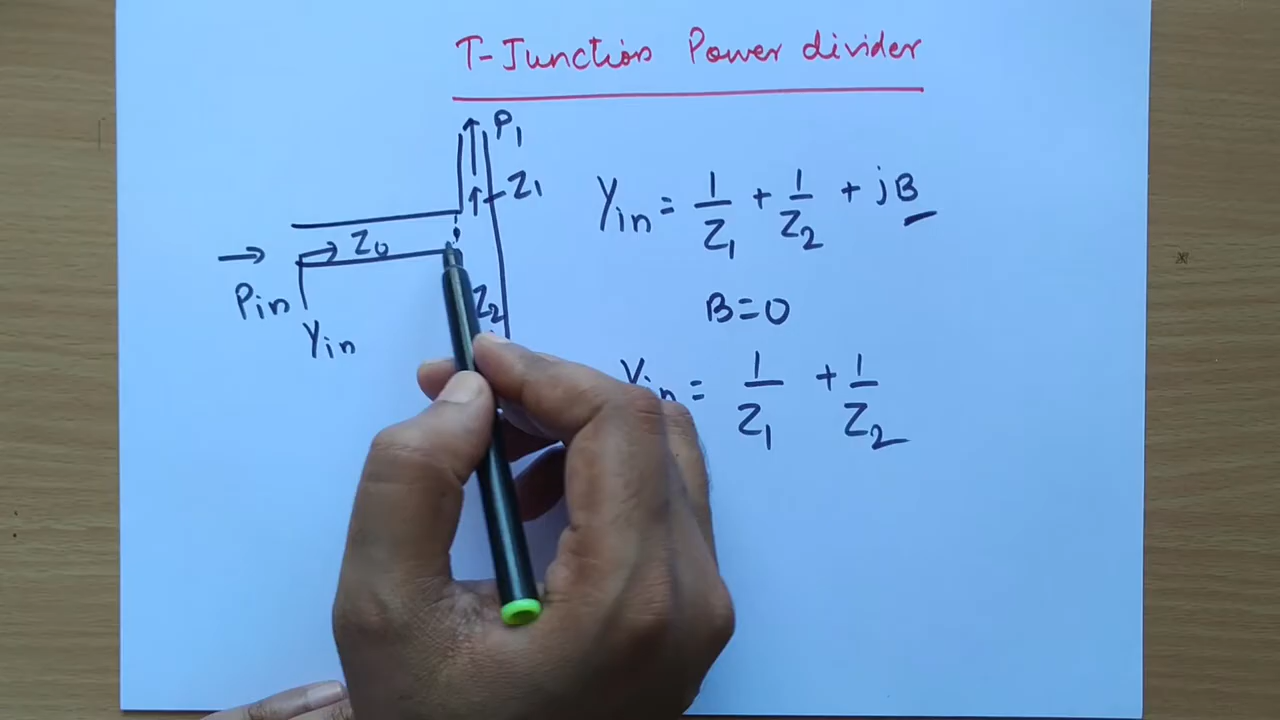 T-Junction Power divider
P1
Z1
Z0
Pin
Yin
Z2
Yin = 1/Z1 + 1/Z2 + jB
B=0
Yin = 1/Z1 + 1/Z2